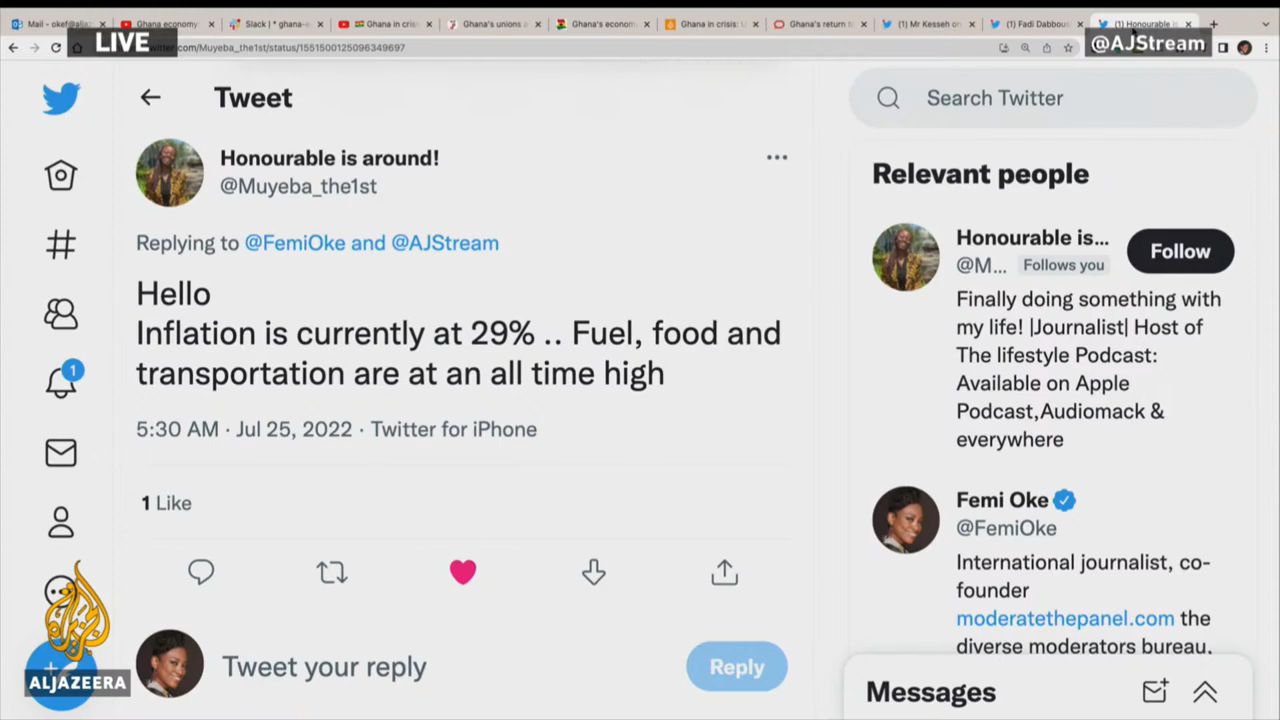 Mail - okef@alja
Ghana economy
Slack | * ghana-e
Ghana in cris
Ghana's unions a
Ghana's econom
Ghana in crisis: U
Ghana's return
(1) Mr Kesseh on
(1) Fadi Dabbous
(1) Honourable is
LIVE
.com/Muyeba_the1st/status/1551500125096349697
@AJStream
Tweet
Search Twitter
Honourable is around!
@Muyeba_the1st
Replying to @FemiOke and @AJStream
Hello
Inflation is currently at 29% .. Fuel, food and
transportation are at an all time high
5:30 AM · Jul 25, 2022 · Twitter for iPhone
1 Like
Tweet your reply
Reply
Relevant people
Honourable is...
@M... Follows you
Follow
Finally doing something with
my life! |Journalist| Host of
The lifestyle Podcast:
Available on Apple
Podcast,Audiomack &
everywhere
Femi Oke
@FemiOke
International journalist, co-
founder
moderatethepanel.com the
diverse moderators bureau,
Messages
1
ALJAZEERA